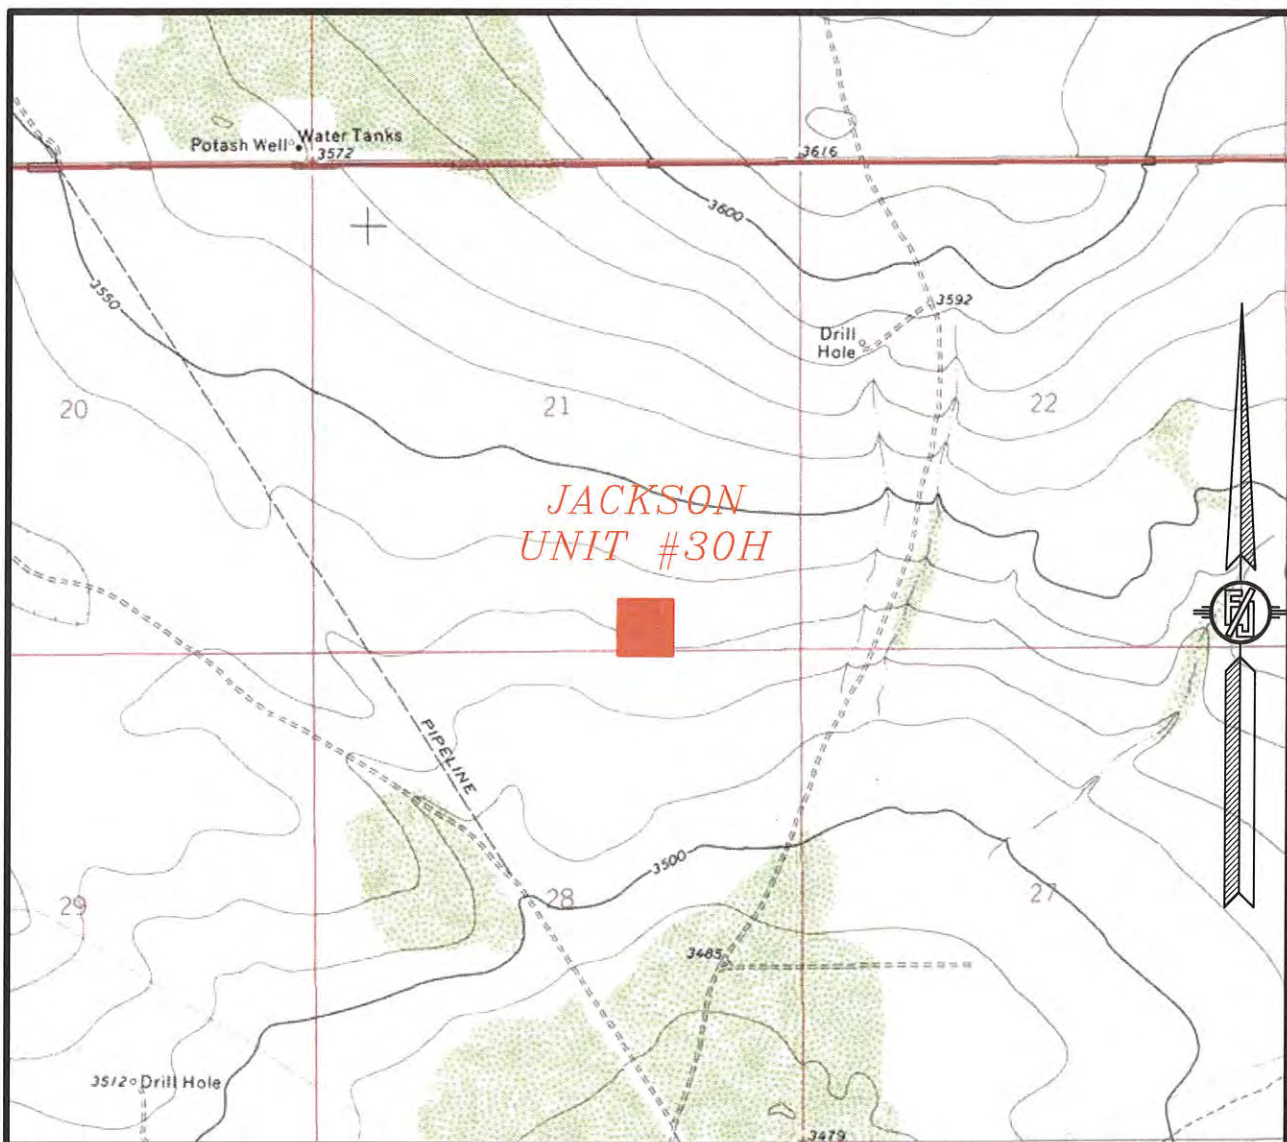 Potash Well
Water Tanks
3572
3616
3600
3550
3592
Drill
Hole
20
21
22
JACKSON
UNIT #30H
PIPELINE
3500
29
28
27
3485
3512 Drill Hole
3479